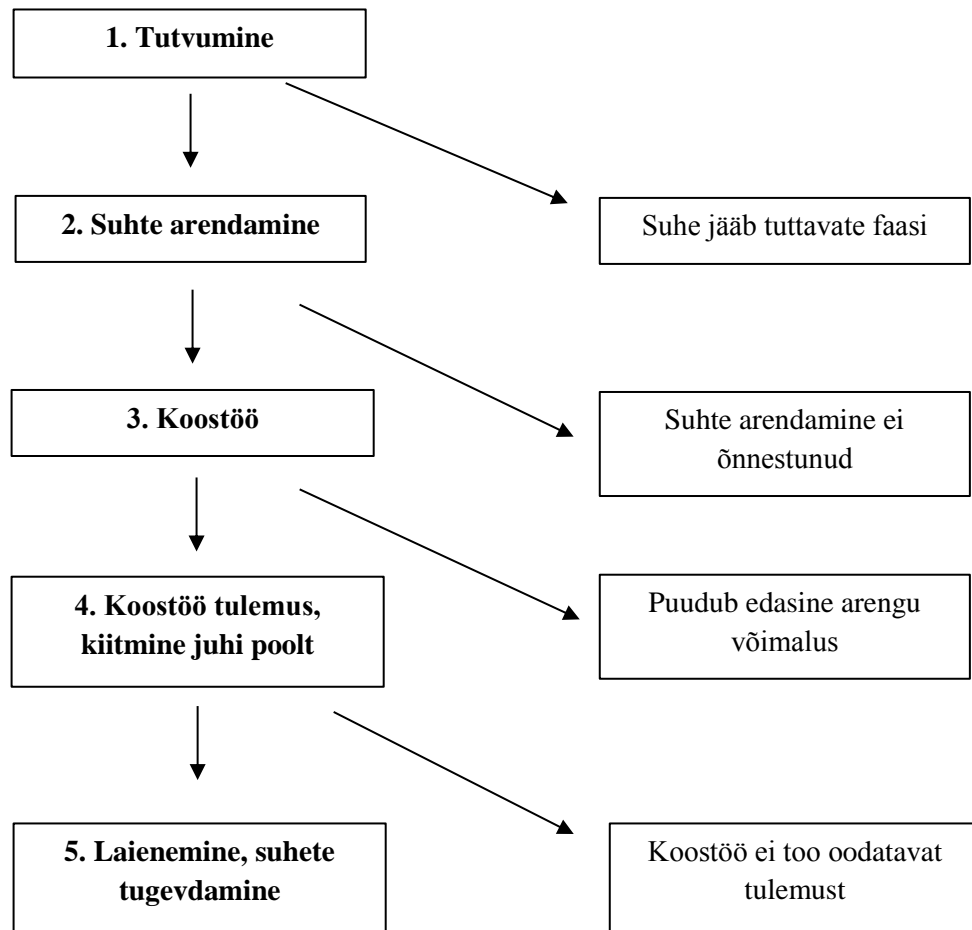 1. Tutvumine
2. Suhte arendamine
Suhe jääb tuttavate faasi
3. Koostöö
Suhte arendamine ei
õnnestunud
4. Koostöö tulemus,
kiitmine juhi poolt
Puudub edasine arengu
võimalus
5. Laienemine, suhete
tugevdamine
Koostöö ei too oodatavat
tulemust